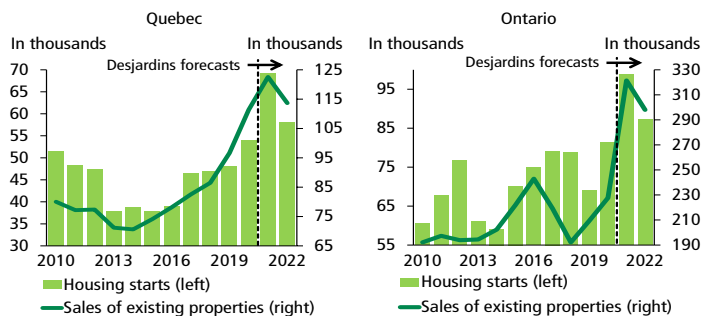 Quebec
In thousands In thousands
Desjardins forecasts
70 125
65 115
60 105
55 95
50 85
45 75
40 65
35
30
2010 2013 2016 2019 2022
Housing starts (left)
Sales of existing properties (right)
Ontario
In thousands In thousands
Desjardins forecasts
95 330
85 310
75 290
65 270
55 250
230
210
190
2010 2013 2016 2019 2022
Housing starts (left)
Sales of existing properties (right)